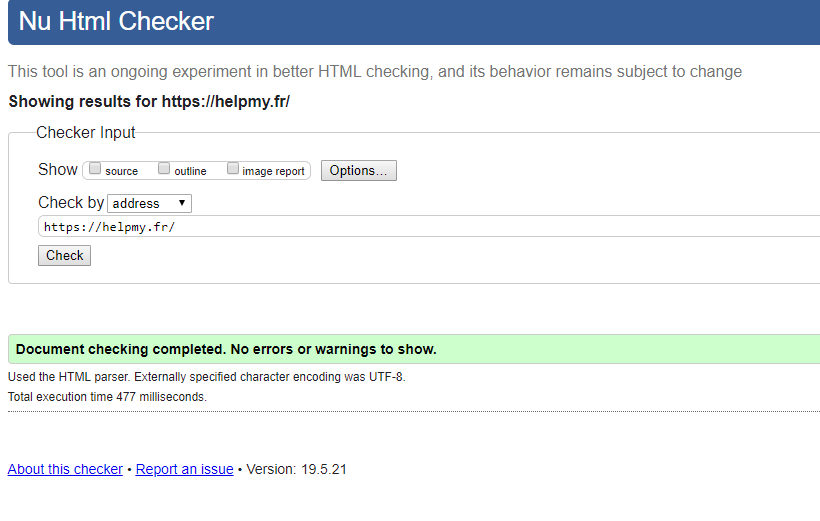 Nu Html Checker
This tool is an ongoing experiment in better HTML checking, and its behavior remains subject to change
Showing results for https://helpmy.fr/
Checker Input
Show source outline image report Options...
Check by address
https://helpmy.fr/
Check
Document checking completed. No errors or warnings to show.
Used the HTML parser. Externally specified character encoding was UTF-8.
Total execution time 477 milliseconds.
About this checker • Report an issue • Version: 19.5.21